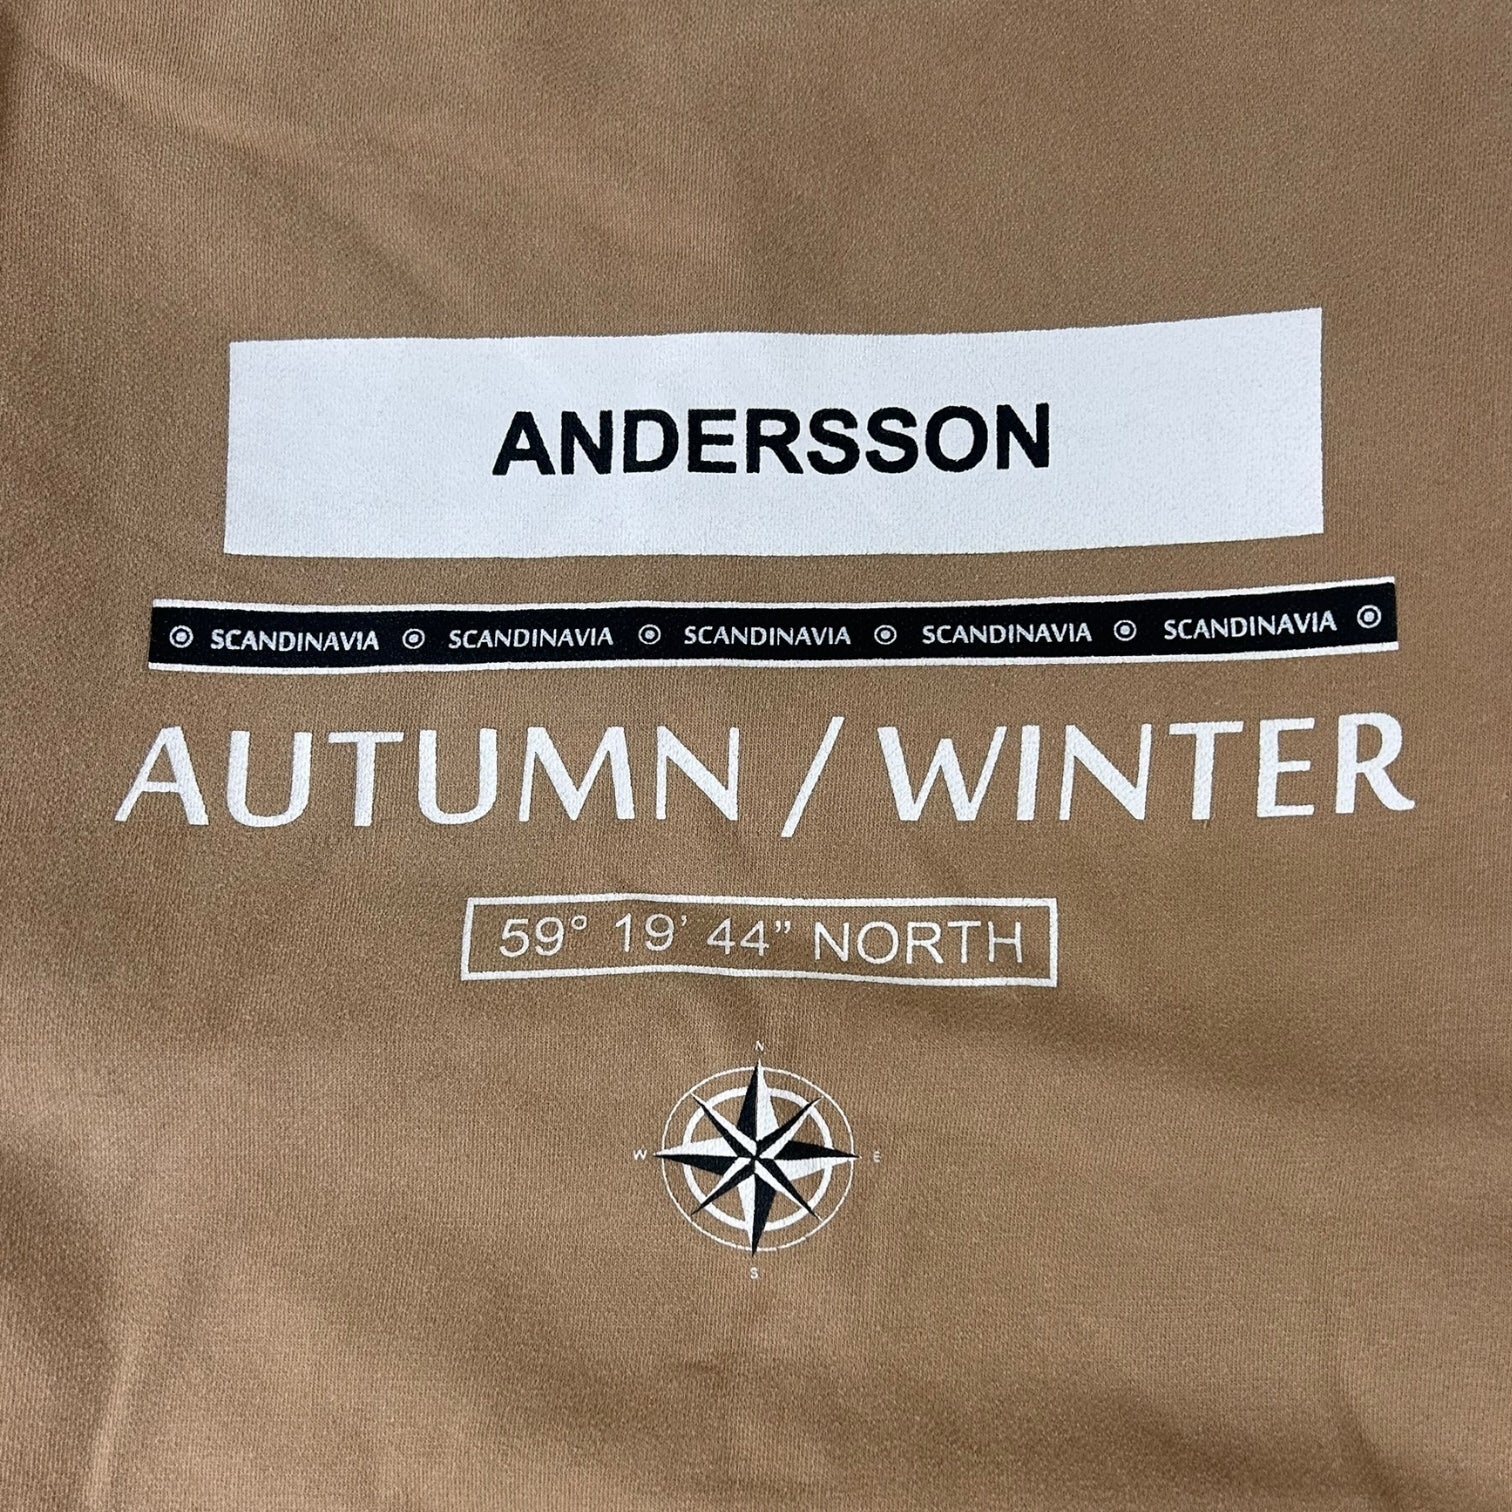 ANDERSSON
SCANDINAVIA SCANDINAVIA SCANDINAVIA SCANDINAVIA SCANDINAVIA
AUTUMN / WINTER
59° 19’ 44” NORTH
N
W E
S